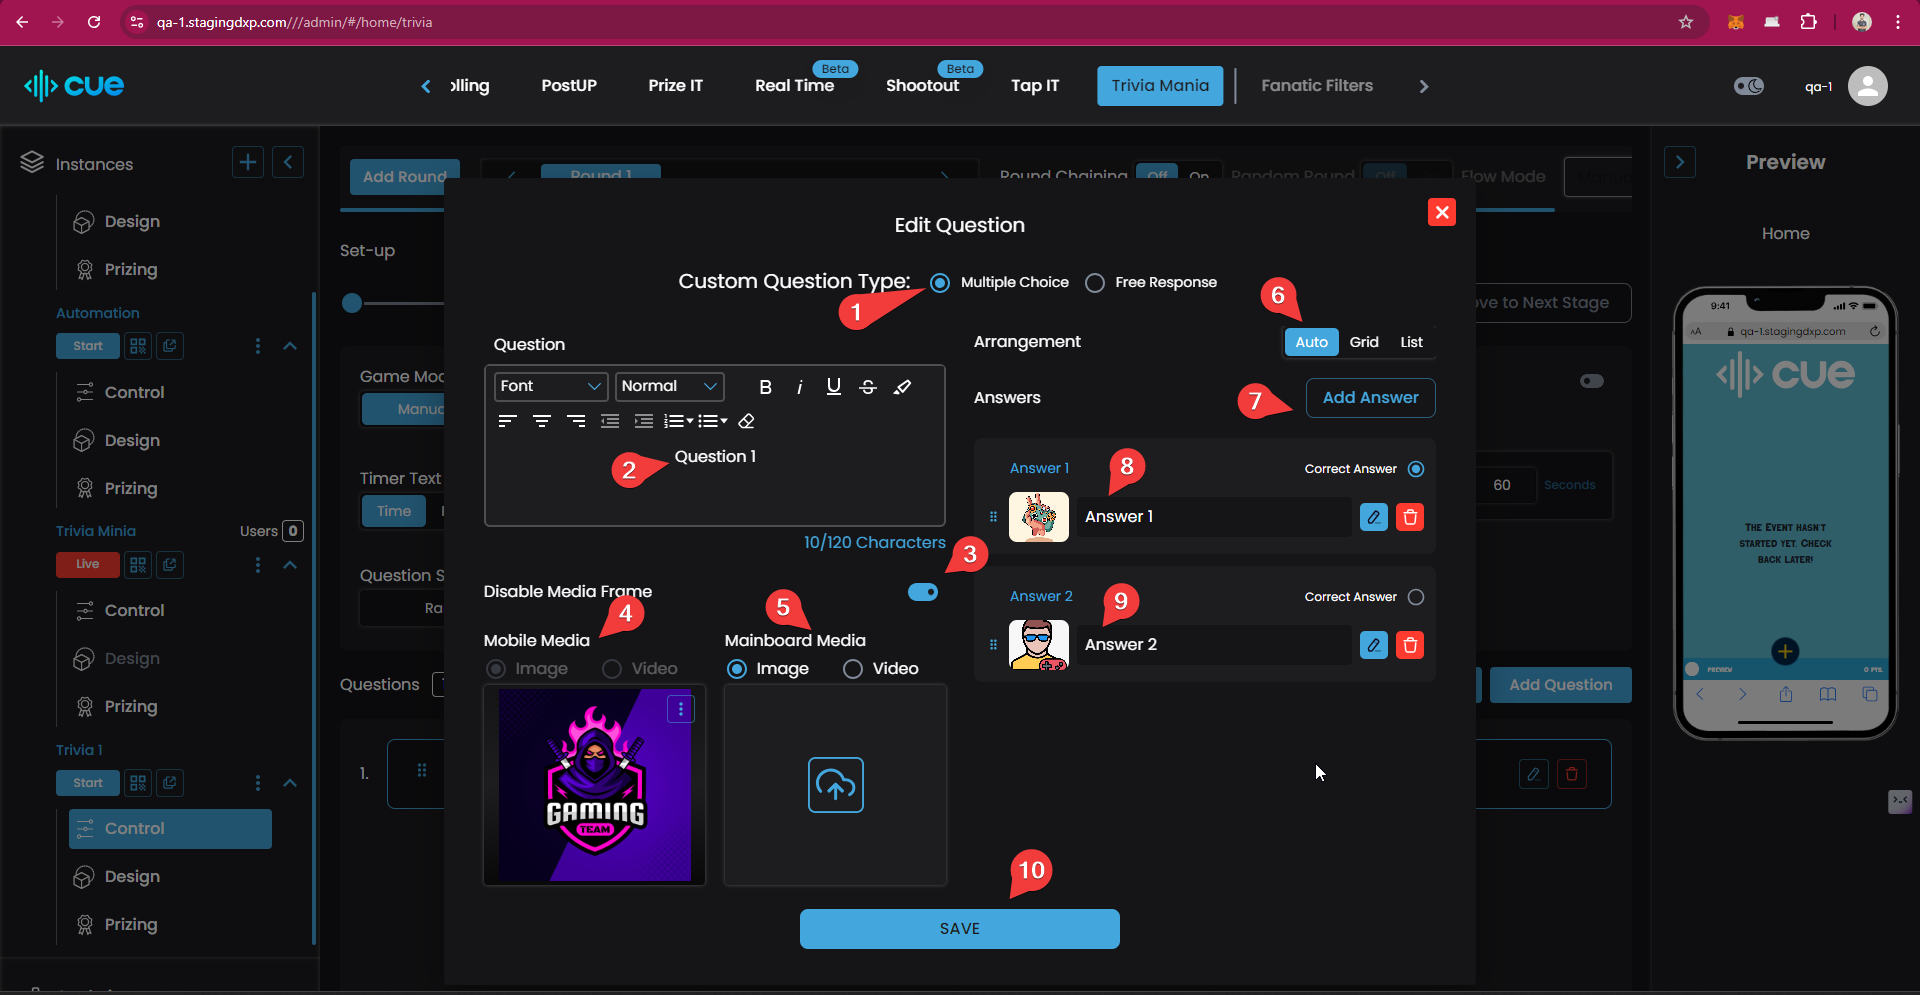 qa-1.stagingdxp.com///admin/#/home/trivia
cue
olling
PostUP
Prize IT
Real Time
Beta
Shootout
Beta
Tap IT
Trivia Mania
Fanatic Filters
qa-1
Instances
Design
Prizing
Automation
Start
Control
Design
Prizing
Trivia Minia
Users 0
Live
Control
Design
Prizing
Trivia 1
Start
Control
Design
Prizing
Add Round
Round 1
Round Chaining
Off On
Random Round
Off
Flow Mode
Set-up
ove to Next Stage
Game Mo
Manua
Timer Text
Time
60
Seconds
Question S
Ra
Questions
Add Question
1.
Edit Question
Custom Question Type:
Multiple Choice
Free Response
1
Question
Font
Normal
B i U S
Question 1
2
10/120 Characters
3
Disable Media Frame
4
5
Mobile Media
Image
Video
GAMING
TEAM
Mainboard Media
Image
Video
6
Arrangement
Auto
Grid
List
Answers
7
Add Answer
Answer 1
8
Correct Answer
Answer 1
Answer 2
9
Correct Answer
Answer 2
10
SAVE
Preview
Home
9:41
AA
qa-1.stagingdxp.com
cue
The Event hasn't
started yet. Check
back later!
PREVIEW
0 PTS.